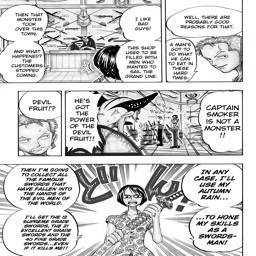 WELL, THERE
ARE
PROBABLY
GOOD
REASONS
FOR THAT.
A MAN'S
GOT TO
DO WHAT
HE CAN
TO EAT IN
THESE
HARD
TIMES.
I LIKE
BAD
GUYS!
THIS SHOP
USED TO BE
FILLED WITH
MEN WHO
WANTED TO
SAIL THE
GRAND LINE.
THEN THAT
MONSTER
TOOK
OVER THIS
TOWN.
AND WHAT
HAPPENED?
THE
CUSTOMERS
STOPPED
COMING.
CAPTAIN
SMOKER
IS NOT A
MONSTER
!!
HE'S
GOT THE
POWER OF
THE
DEVIL
FRUIT!!
DEVIL
FRUIT!?
IN ANY
CASE, I'LL
USE MY
AUTUMN
RAIN...
...TO HONE
MY
SKILLS AS
A
SWORDS-
MAN!
THEN I'M GOING
TO COLLECT ALL
THE FAMOUS
SWORDS THAT
HAVE FALLEN INTO
THE HANDS OF
THE EVIL MEN OF
THE WORLD.
I'LL GET THE 12
SUPREME GRADE
SWORDS, THE 21
EXCELLENT GRADE
SWORDS AND THE
50 FINE GRADE
SWORDS...EVEN
IF IT KILLS ME!!